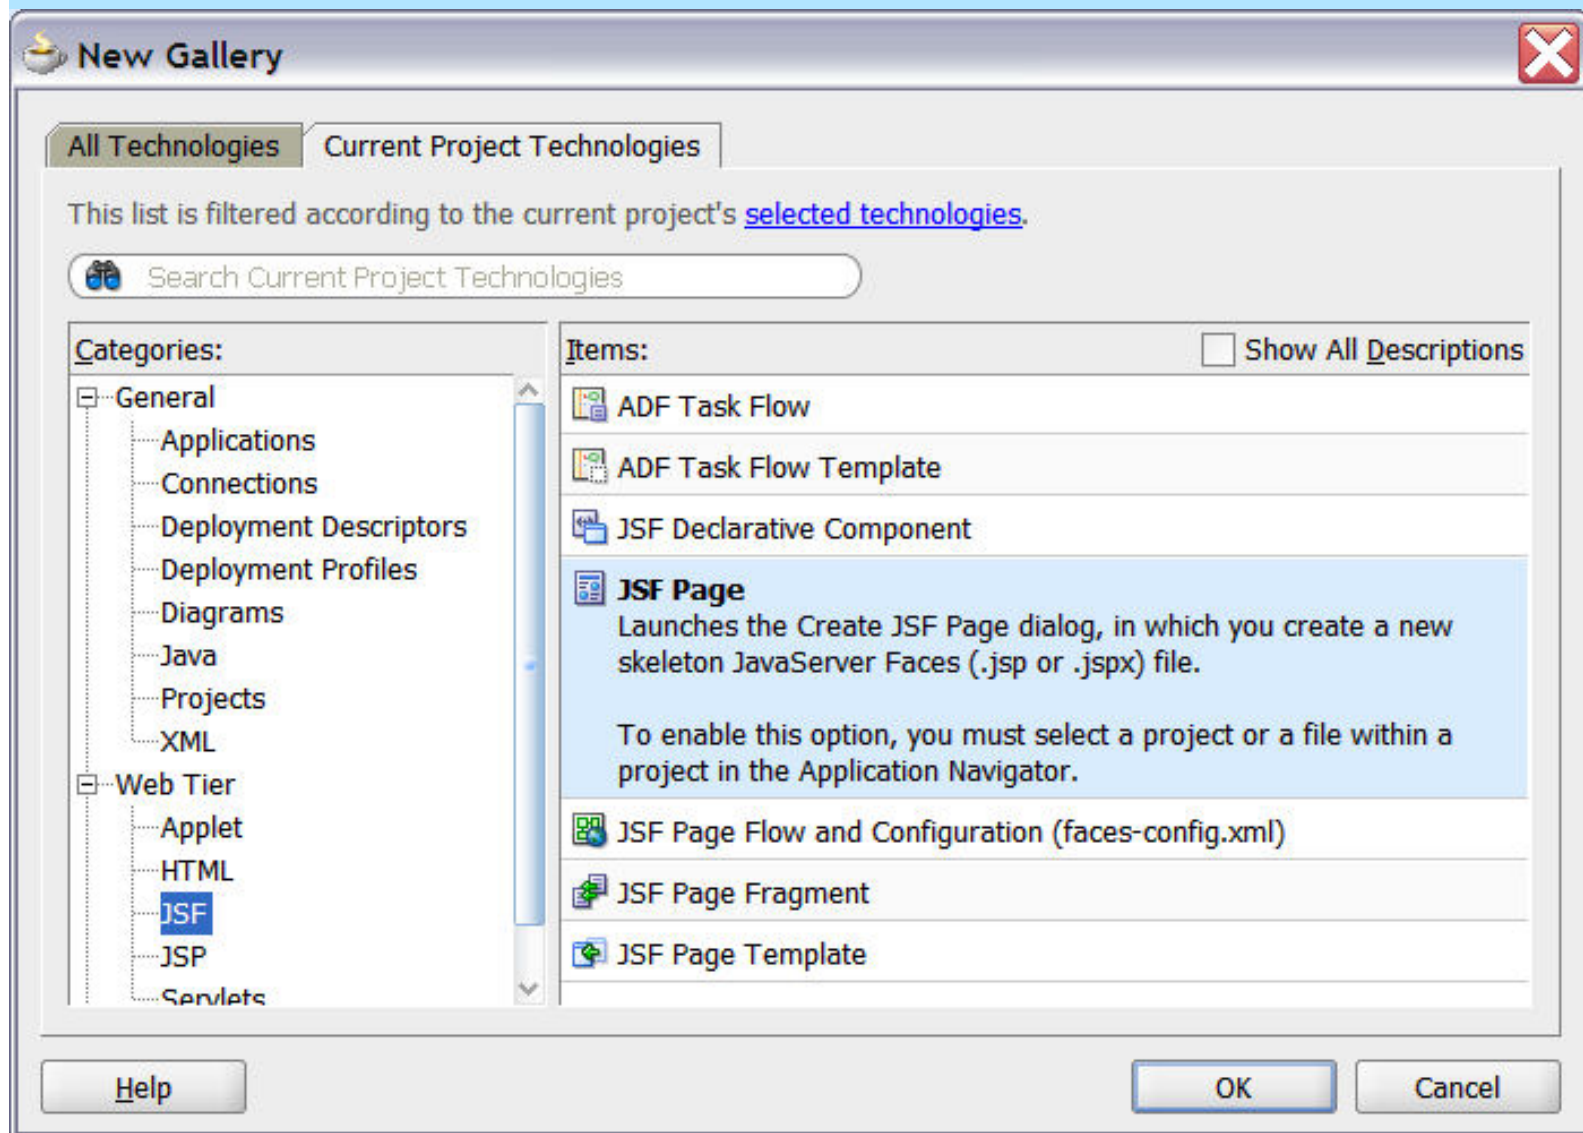 New Gallery
All Technologies
Current Project Technologies
This list is filtered according to the current project's selected technologies.
Search Current Project Technologies
Categories:
General
Applications
Connections
Deployment Descriptors
Deployment Profiles
Diagrams
Java
Projects
XML
Web Tier
Applet
HTML
JSF
JSP
Servlets
Items:
Show All Descriptions
ADF Task Flow
ADF Task Flow Template
JSF Declarative Component
JSF Page
Launches the Create JSF Page dialog, in which you create a new
skeleton JavaServer Faces (.jsp or .jspx) file.
To enable this option, you must select a project or a file within a
project in the Application Navigator.
JSF Page Flow and Configuration (faces-config.xml)
JSF Page Fragment
JSF Page Template
Help
OK
Cancel